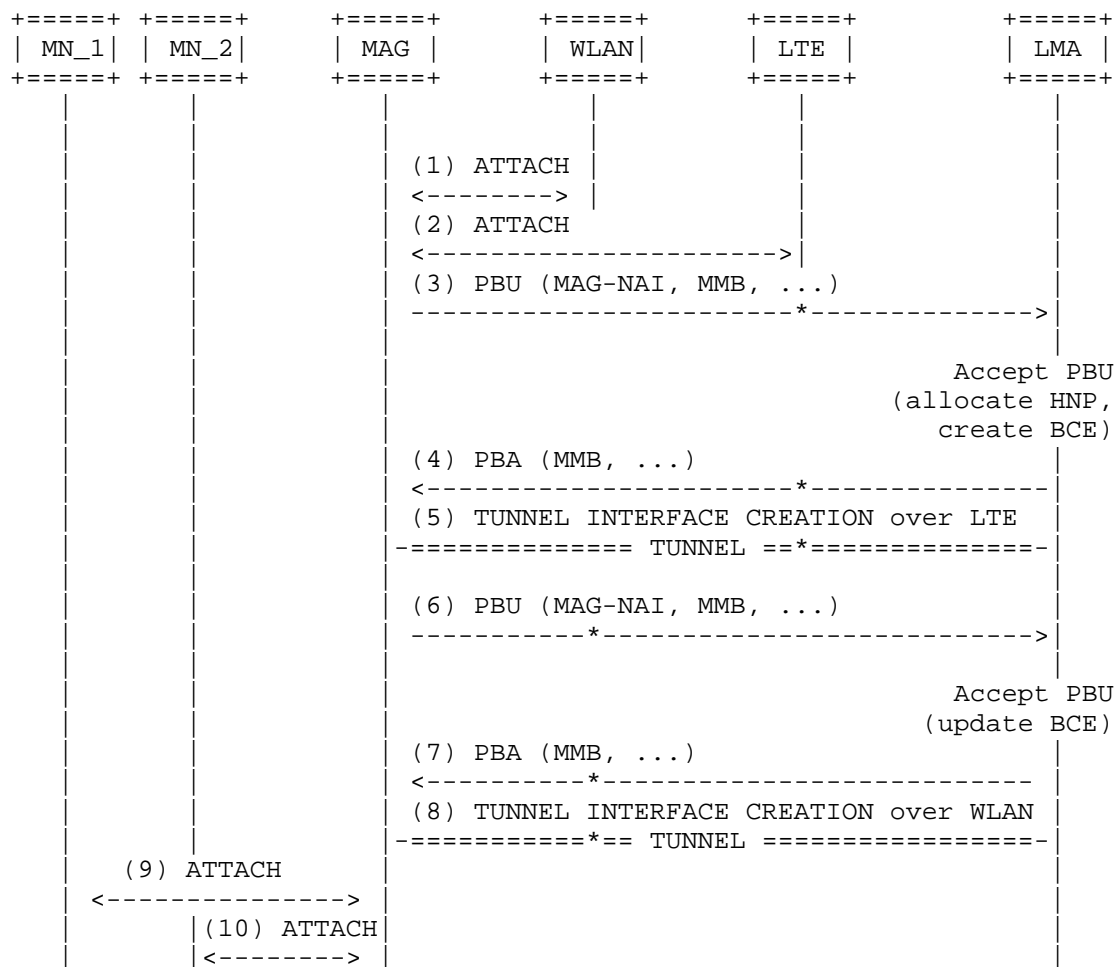 MN_1 MN_2 MAG WLAN LTE LMA
(1) ATTACH
(2) ATTACH
(3) PBU (MAG-NAI, MMB, ...)
Accept PBU
(allocate HNP,
create BCE)
(4) PBA (MMB, ...)
(5) TUNNEL INTERFACE CREATION over LTE
TUNNEL
(6) PBU (MAG-NAI, MMB, ...)
Accept PBU
(update BCE)
(7) PBA (MMB, ...)
(8) TUNNEL INTERFACE CREATION over WLAN
TUNNEL
(9) ATTACH
(10) ATTACH